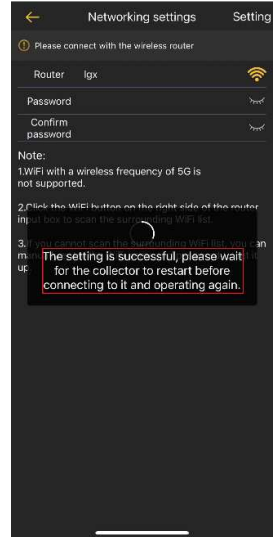 Networking settings Setting
Please connect with the wireless router
Router lgx
Password
Confirm
password
Note:
1.WiFi with a wireless frequency of 5G is
not supported.
2.Click the WiFi button on the right side of the router
input box to scan the surrounding WiFi list.
3.If you cannot scan the surrounding WiFi list, you can
The setting is successful, please wait
for the collector to restart before
connecting to it and operating again.
up.